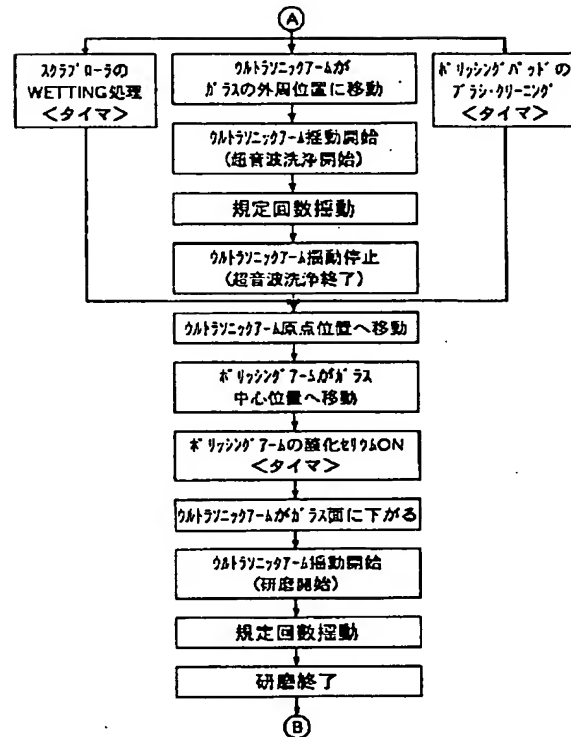 A
スクラブローラの
WETTING処理
<タイマ>
ウルトラソニックアームが
ガラスの外周位置に移動
ポリッシングパッドの
ブラシ・クリーニング
<タイマ>
ウルトラソニックアーム揺動開始
(超音波洗浄開始)
規定回数揺動
ウルトラソニックアーム揺動停止
(超音波洗浄終了)
ウルトラソニックアーム原点位置へ移動
ポリッシングアームがガラス
中心位置へ移動
ポリッシングアームの酸化セリウムON
<タイマ>
ウルトラソニックアームがガラス面に下がる
ウルトラソニックアーム揺動開始
(研磨開始)
規定回数揺動
研磨終了
B